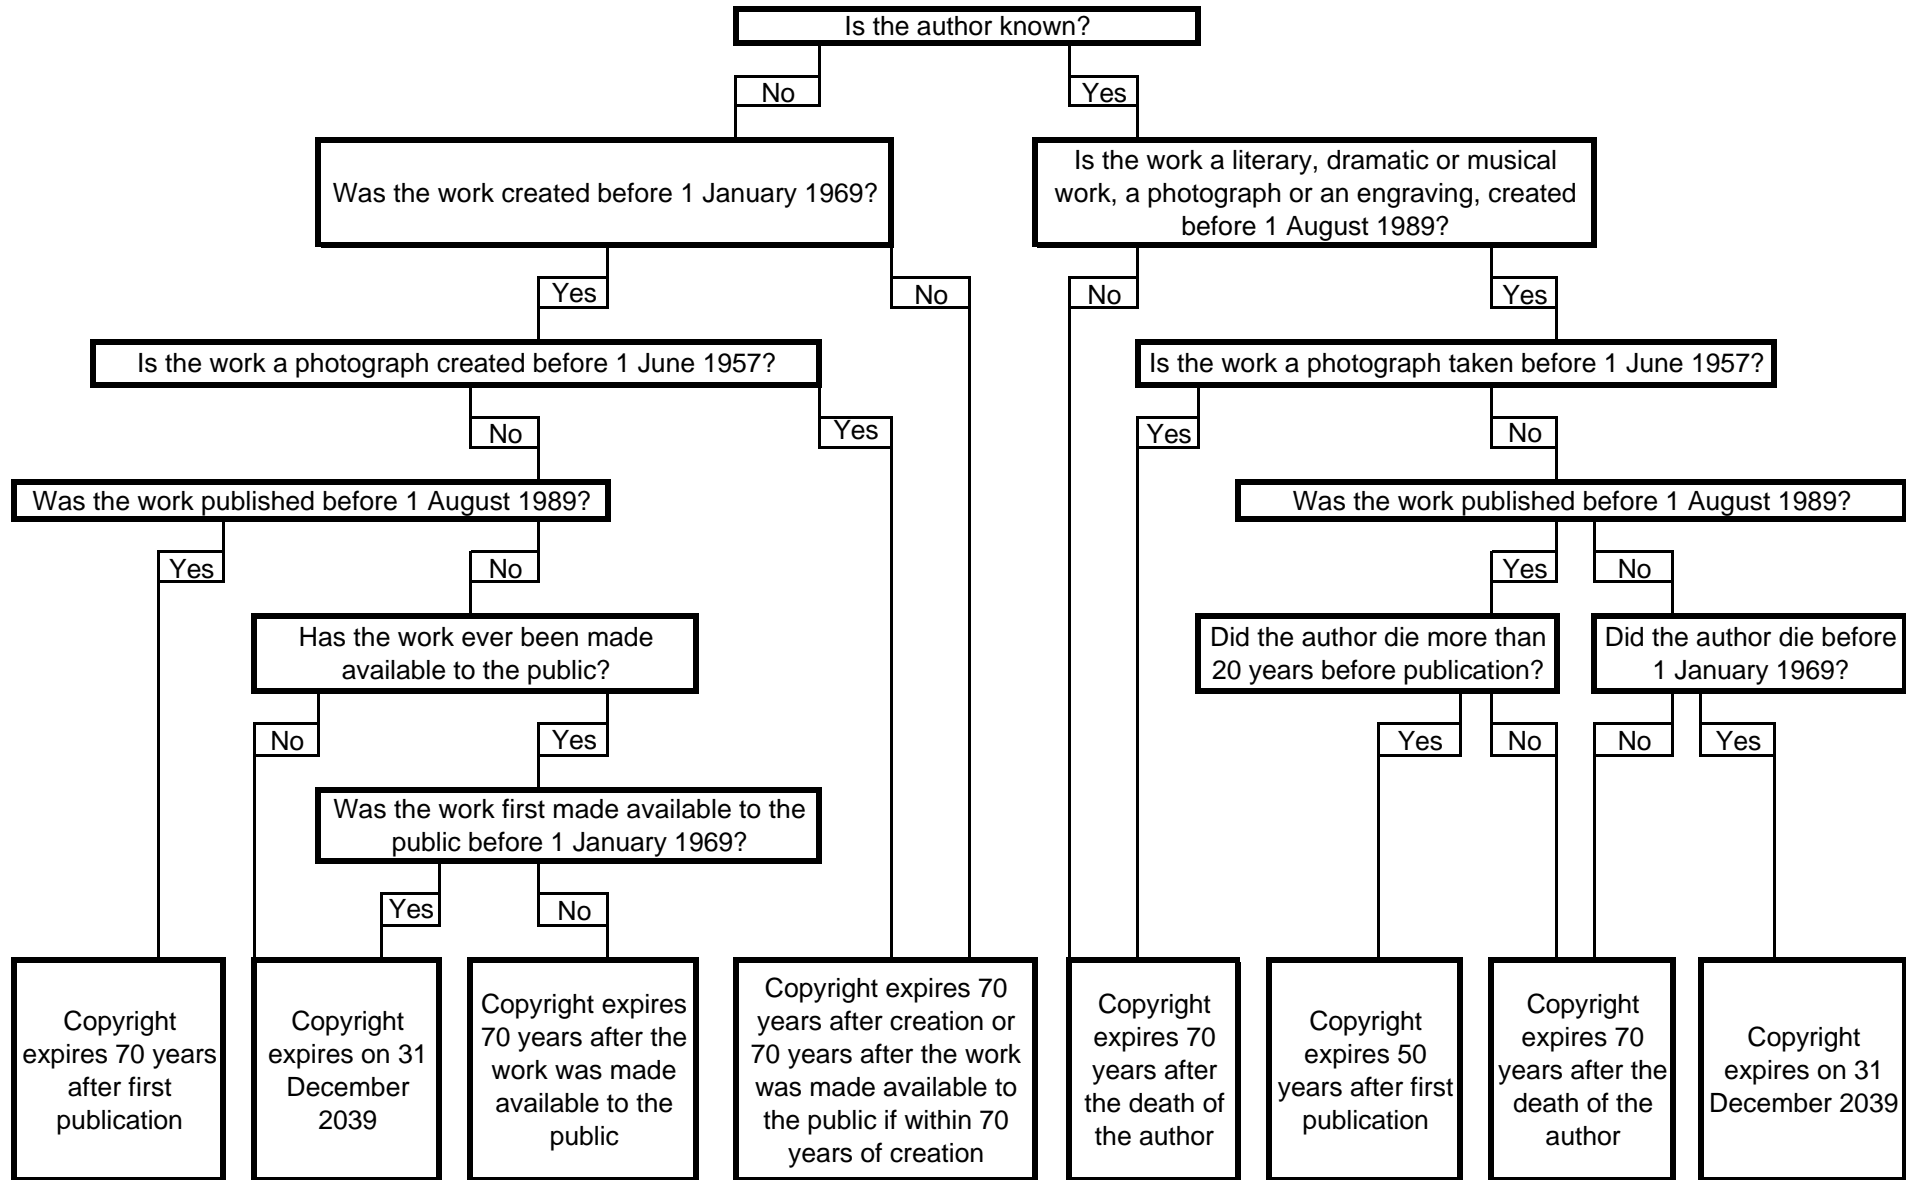 Is the author known?
No
Yes
Was the work created before 1 January 1969?
Is the work a literary, dramatic or musical
work, a photograph or an engraving, created
before 1 August 1989?
Yes
No
No
Yes
Is the work a photograph created before 1 June 1957?
Is the work a photograph taken before 1 June 1957?
No
Yes
Yes
No
Was the work published before 1 August 1989?
Was the work published before 1 August 1989?
Yes
No
Yes
No
Has the work ever been made
available to the public?
Did the author die more than
20 years before publication?
Did the author die before
1 January 1969?
No
Yes
Yes
No
No
Yes
Was the work first made available to the
public before 1 January 1969?
Yes
No
Copyright
expires 70 years
after first
publication
Copyright
expires on 31
December
2039
Copyright expires
70 years after the
work was made
available to the
public
Copyright expires 70
years after creation or
70 years after the work
was made available to
the public if within 70
years of creation
Copyright
expires 70
years after
the death of
the author
Copyright
expires 50
years after first
publication
Copyright
expires 70
years after the
death of the
author
Copyright
expires on 31
December 2039